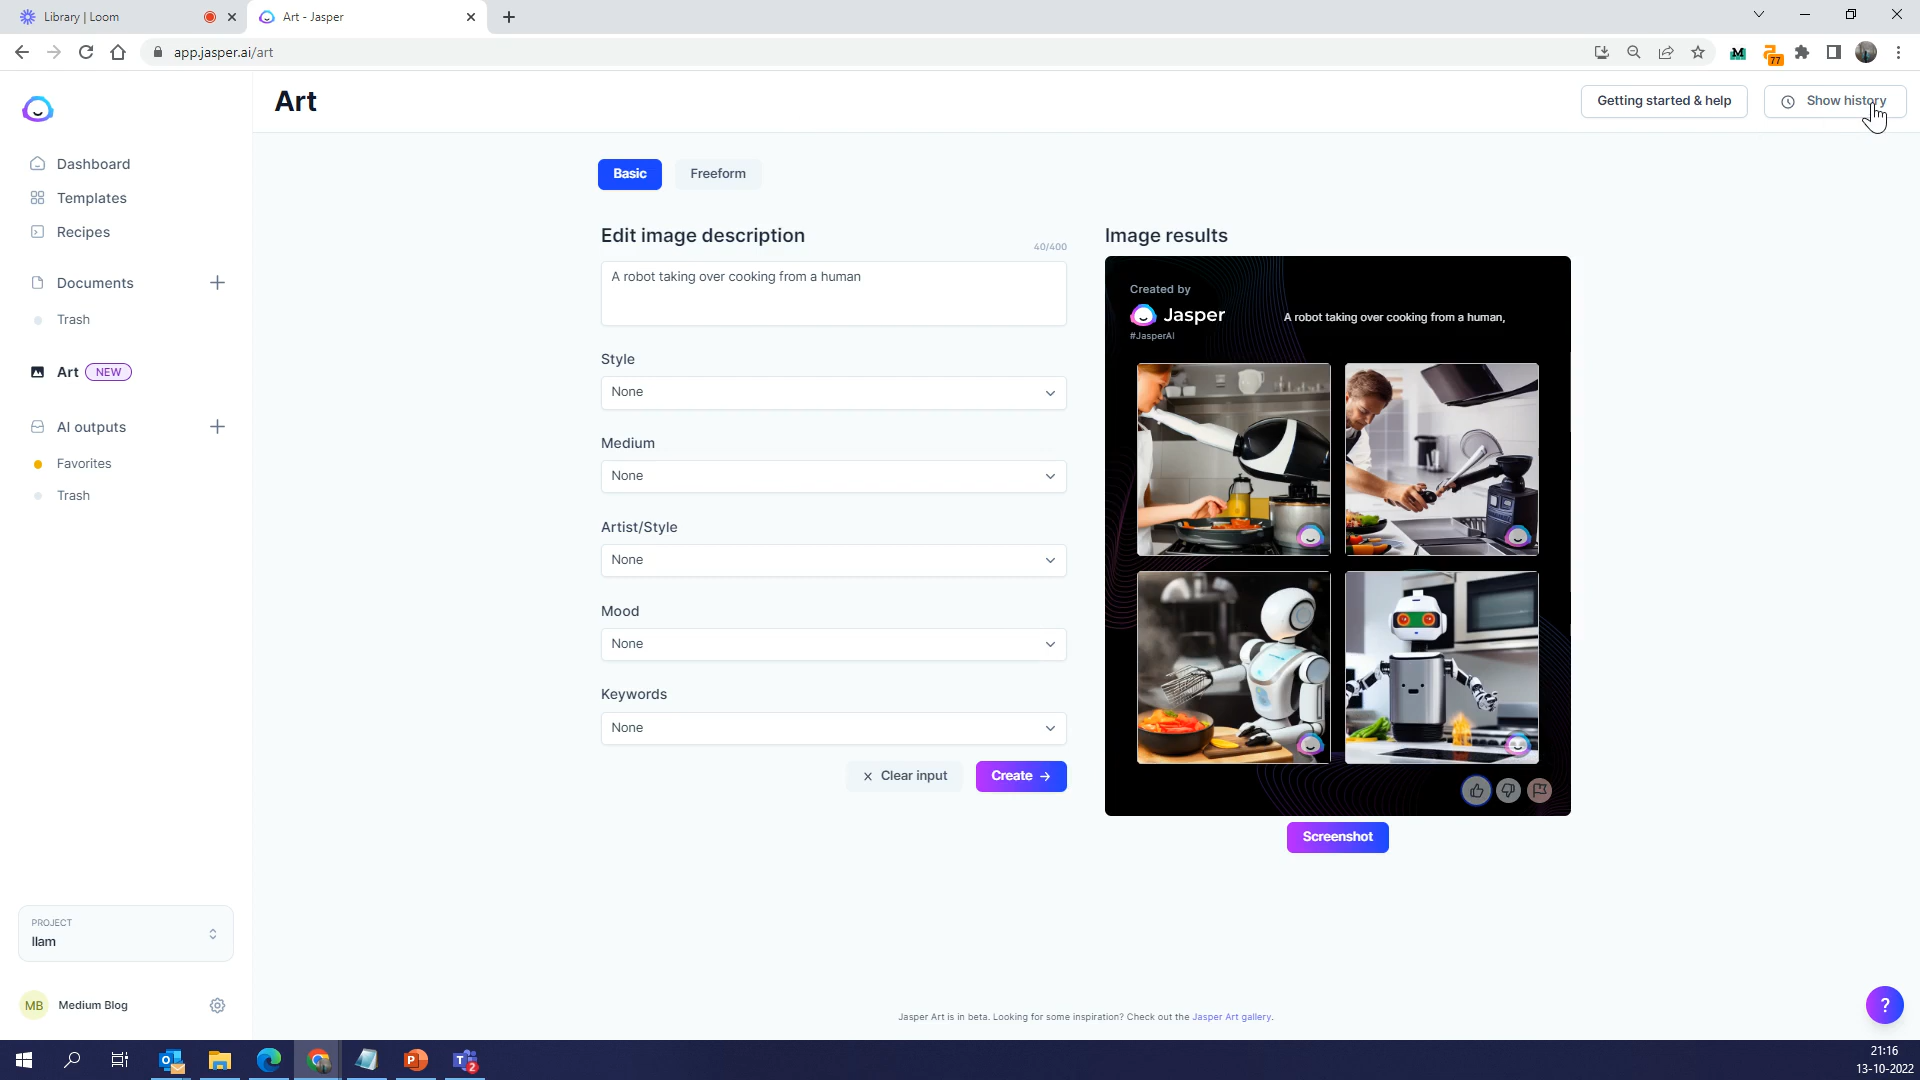 Library | Loom
Art - Jasper
app.jasper.ai/art
77
Art
Getting started & help
Show history
Dashboard
Templates
Recipes
Documents
Trash
Art NEW
AI outputs
Favorites
Trash
Basic
Freeform
Edit image description
40/400
A robot taking over cooking from a human
Style
None
Medium
None
Artist/Style
None
Mood
None
Keywords
None
Clear input
Create →
Image results
Created by
Jasper
#JasperAI
A robot taking over cooking from a human,
Screenshot
PROJECT
llam
MB Medium Blog
Jasper Art is in beta. Looking for some inspiration? Check out the Jasper Art gallery.
?
2
21:16
13-10-2022